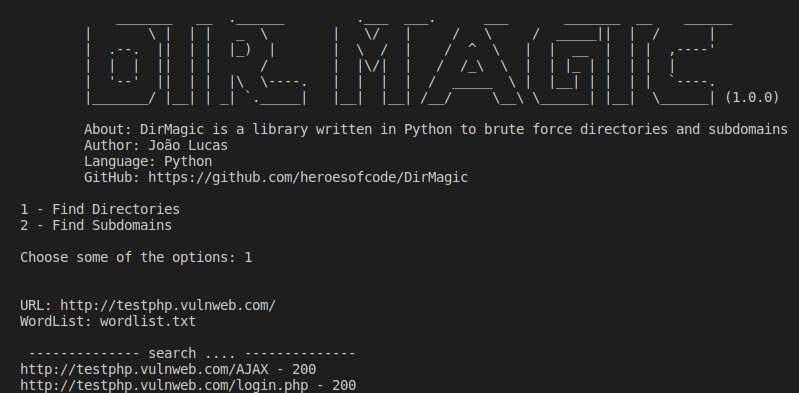 DIR MAGIC (1.0.0)
About: DirMagic is a library written in Python to brute force directories and subdomains
Author: João Lucas
Language: Python
GitHub: https://github.com/heroesofcode/DirMagic
1 - Find Directories
2 - Find Subdomains
Choose some of the options: 1
URL: http://testphp.vulnweb.com/
WordList: wordlist.txt
-------------- search .... --------------
http://testphp.vulnweb.com/AJAX - 200
http://testphp.vulnweb.com/login.php - 200